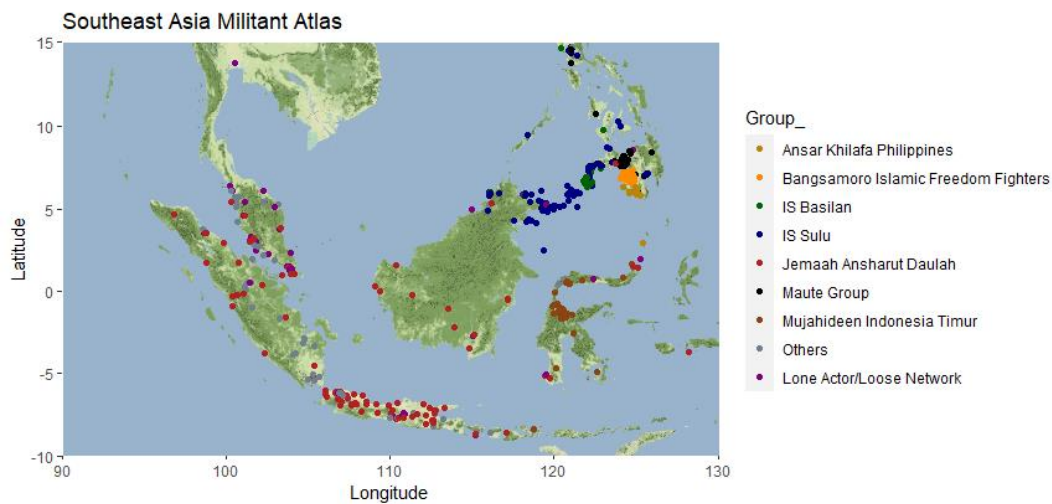 Southeast Asia Militant Atlas
15
10
5
0
-5
-10
Latitude
90
100
110
120
130
Longitude
Group_
Ansar Khilafa Philippines
Bangsamoro Islamic Freedom Fighters
IS Basilan
IS Sulu
Jemaah Ansharut Daulah
Maute Group
Mujahideen Indonesia Timur
Others
Lone Actor/Loose Network